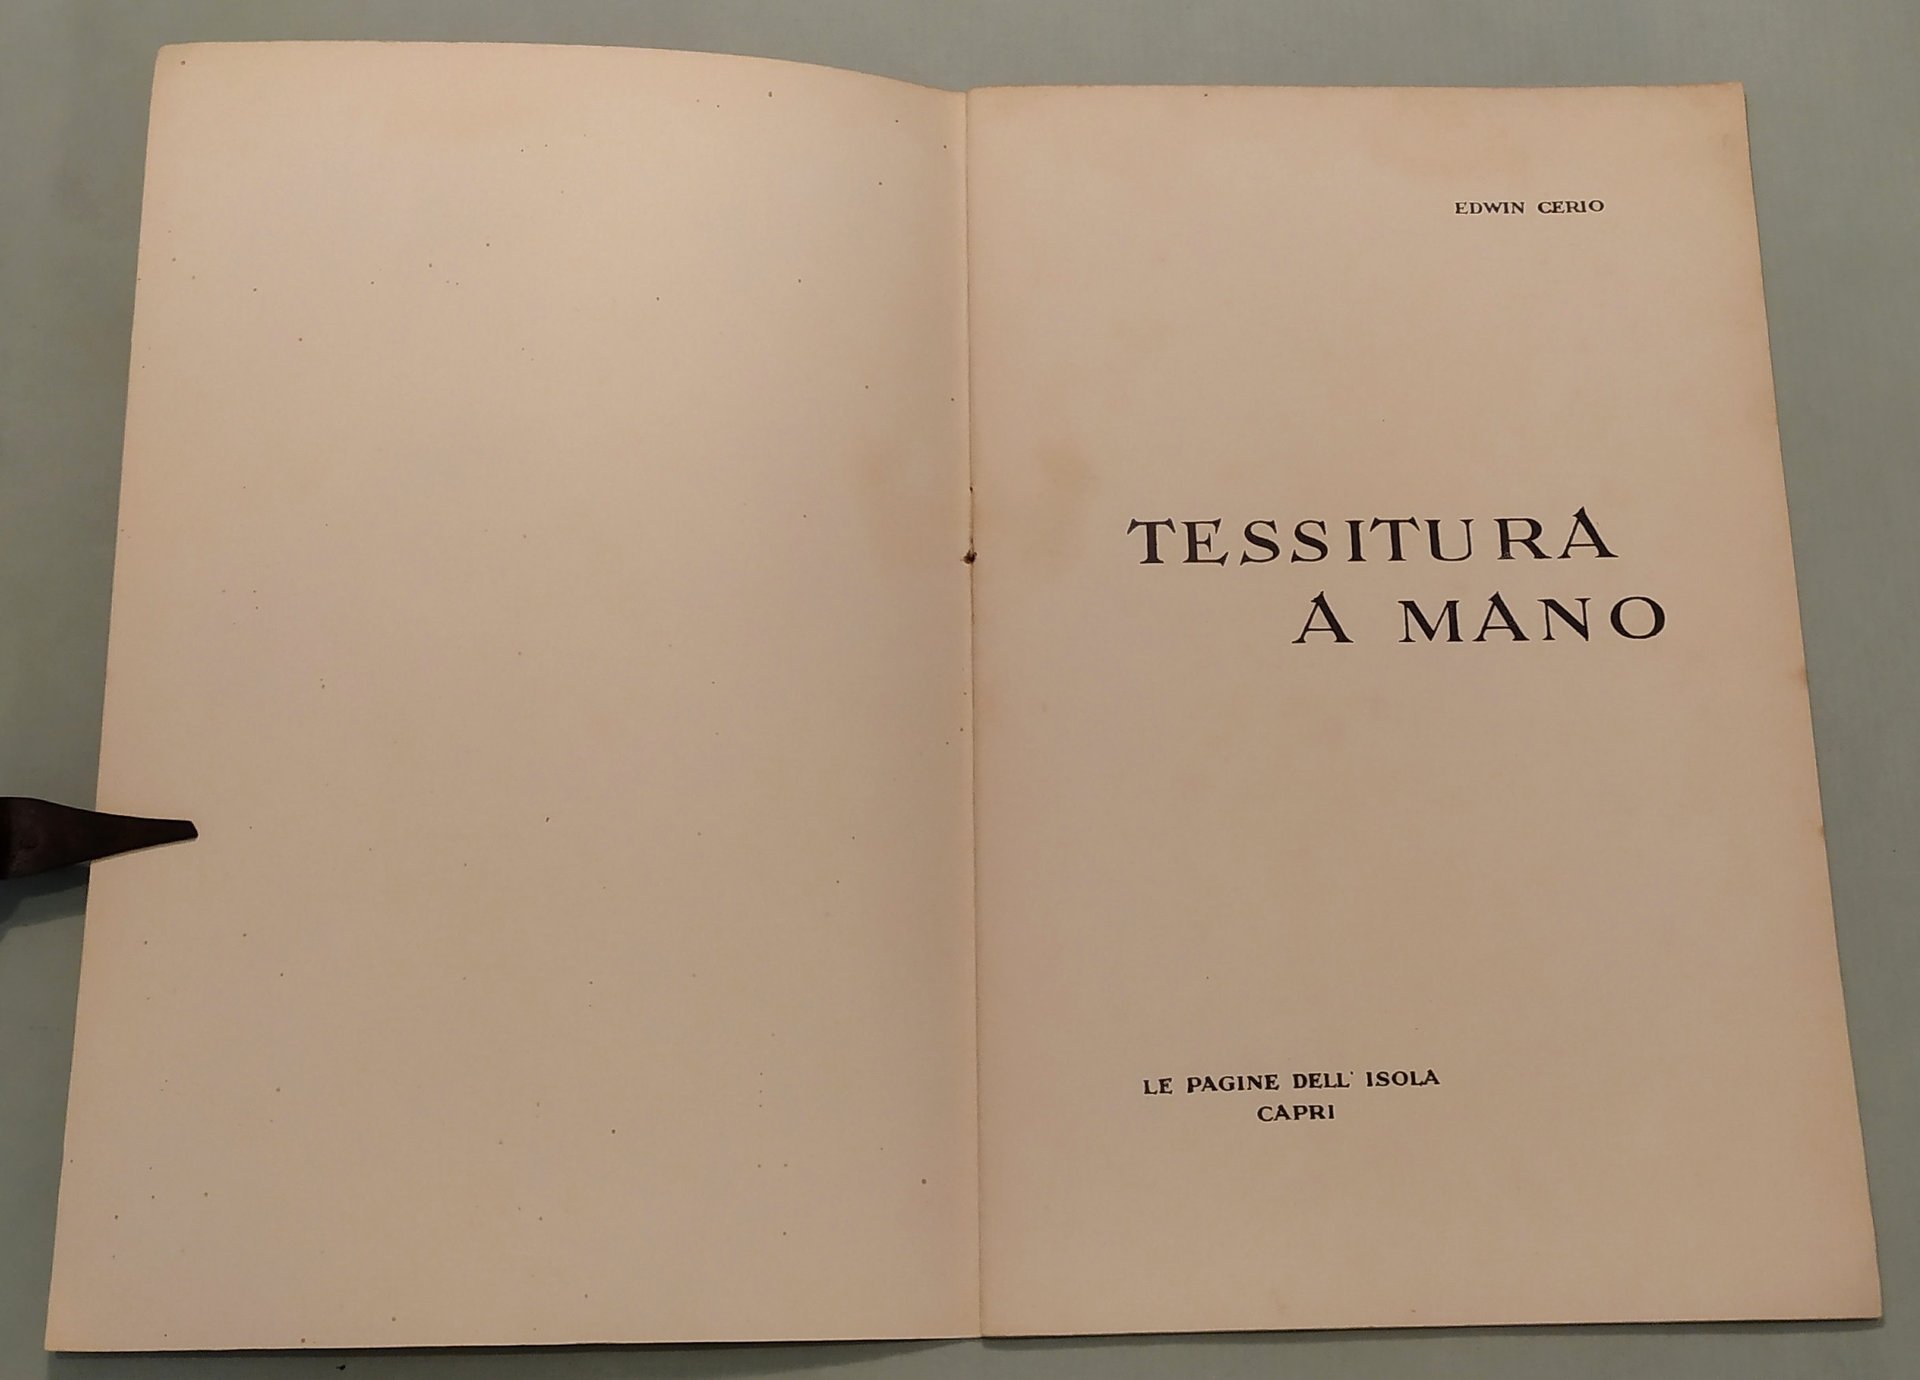 EDWIN CERIO
TESSITURA
A MANO
LE PAGINE DELL' ISOLA
CAPRI